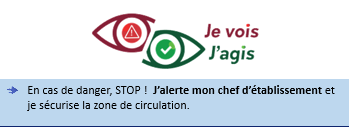 Je vois
J'agis
En cas de danger, STOP ! J'alerte mon chef d'établissement et
je sécurise la zone de circulation.